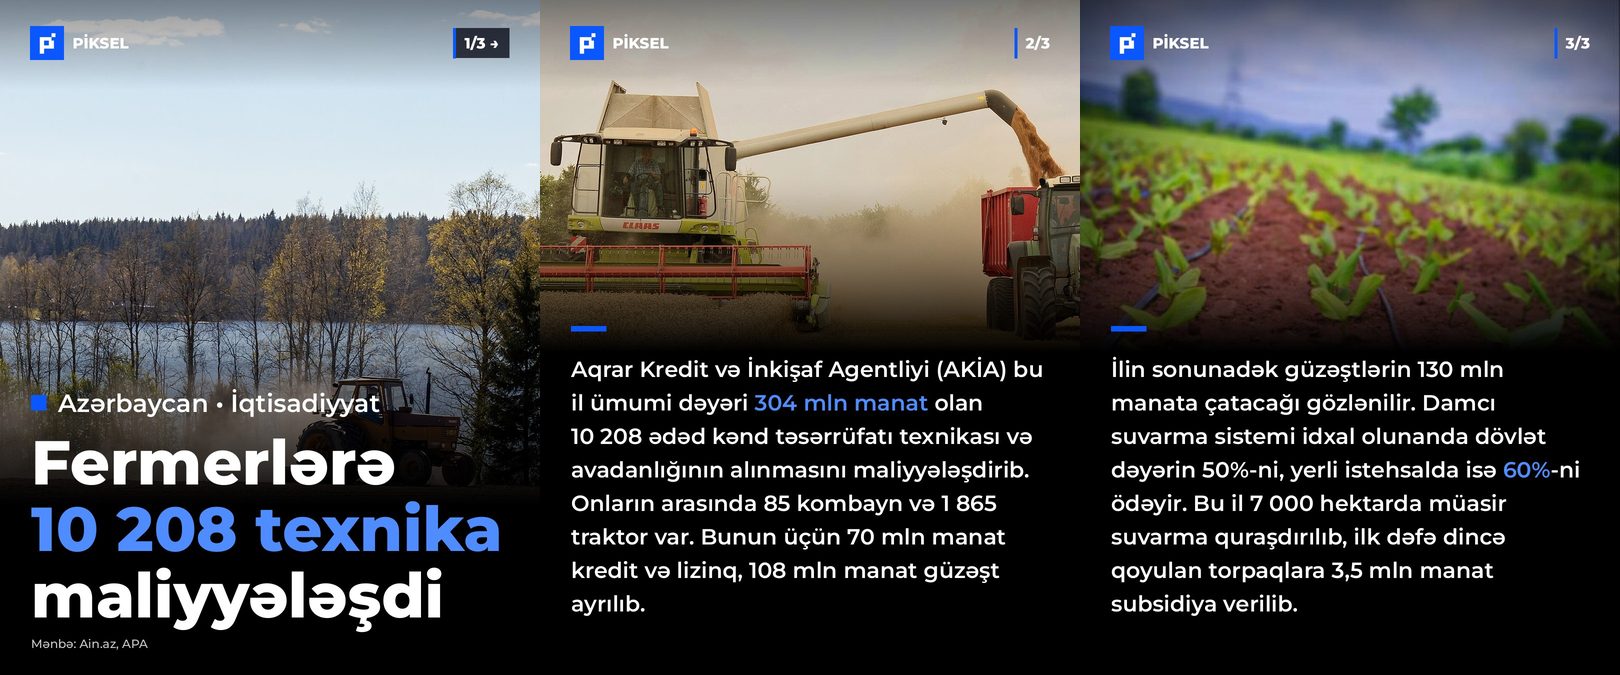 PİKSEL
1/3 →
Azərbaycan • İqtisadiyyat
Fermerlərə
10 208 texnika
maliyyələşdi
Mənbə: Ain.az, APA
PİKSEL
2/3
CLAAS
Aqrar Kredit və İnkişaf Agentliyi (AKİA) bu
il ümumi dəyəri 304 mln manat olan
10 208 ədəd kənd təsərrüfatı texnikası və
avadanlığının alınmasını maliyyələşdirib.
Onların arasında 85 kombayn və 1 865
traktor var. Bunun üçün 70 mln manat
kredit və lizinq, 108 mln manat güzəşt
ayrılıb.
PİKSEL
3/3
İlin sonunadək güzəştlərin 130 mln
manata çatacağı gözlənilir. Damcı
suvarma sistemi idxal olunanda dövlət
dəyərin 50%-ni, yerli istehsalda isə 60%-ni
ödəyir. Bu il 7 000 hektarda müasir
suvarma quraşdırılıb, ilk dəfə dincə
qoyulan torpaqlara 3,5 mln manat
subsidiya verilib.